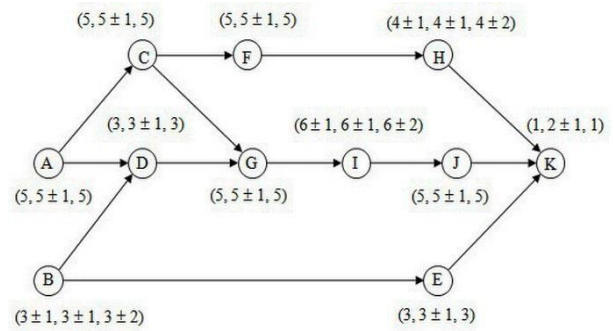 (5, 5 ± 1, 5)
(5, 5 ± 1, 5)
(4 ± 1, 4 ± 1, 4 ± 2)
C
F
H
(3, 3 ± 1, 3)
(6 ± 1, 6 ± 1, 6 ± 2)
(1, 2 ± 1, 1)
A
D
G
I
J
K
(5, 5 ± 1, 5)
(5, 5 ± 1, 5)
(5, 5 ± 1, 5)
B
E
(3 ± 1, 3 ± 1, 3 ± 2)
(3, 3 ± 1, 3)